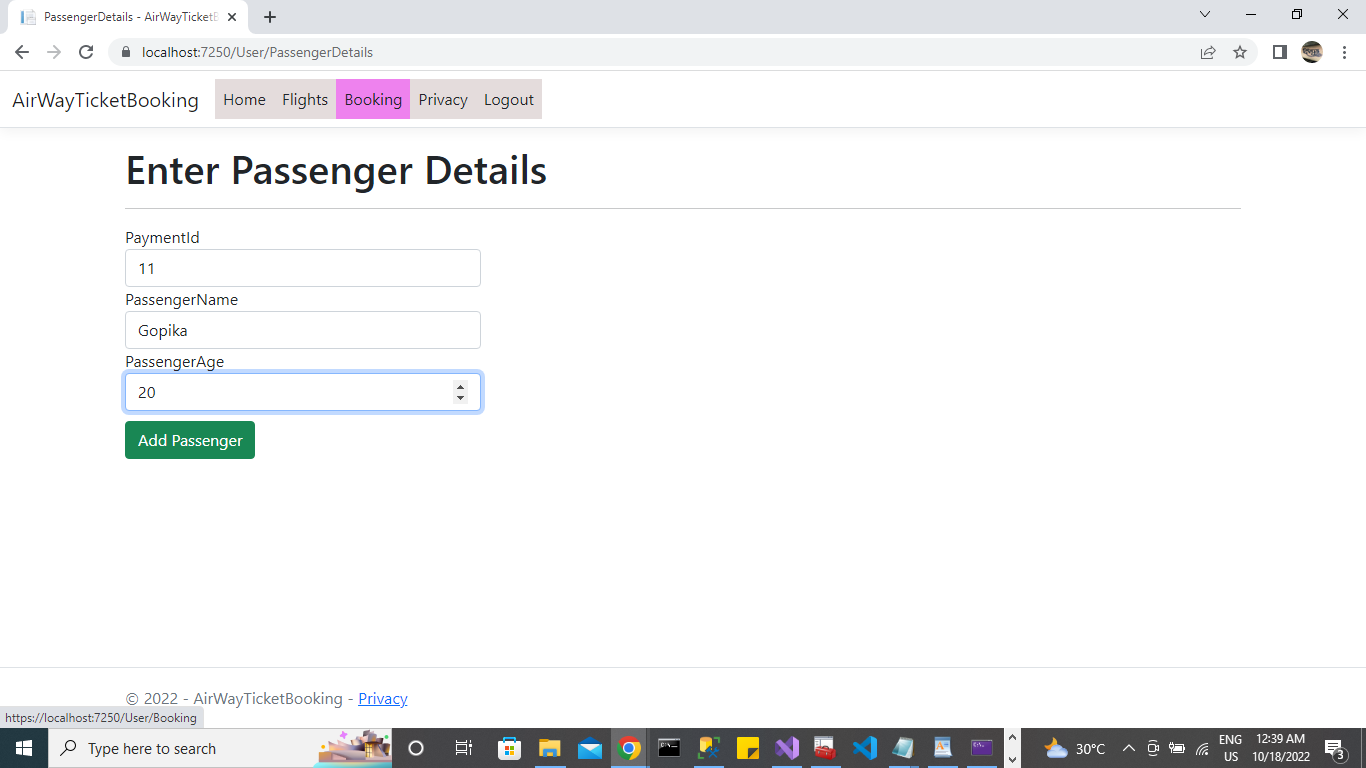 PassengerDetails - AirWayTicketB
localhost:7250/User/PassengerDetails
AirWayTicketBooking Home Flights Booking Privacy Logout
Enter Passenger Details
PaymentId
11
PassengerName
Gopika
PassengerAge
20
Add Passenger
© 2022 - AirWayTicketBooking - Privacy
https://localhost:7250/User/Booking
Type here to search
30°C
ENG
US
12:39 AM
10/18/2022
3